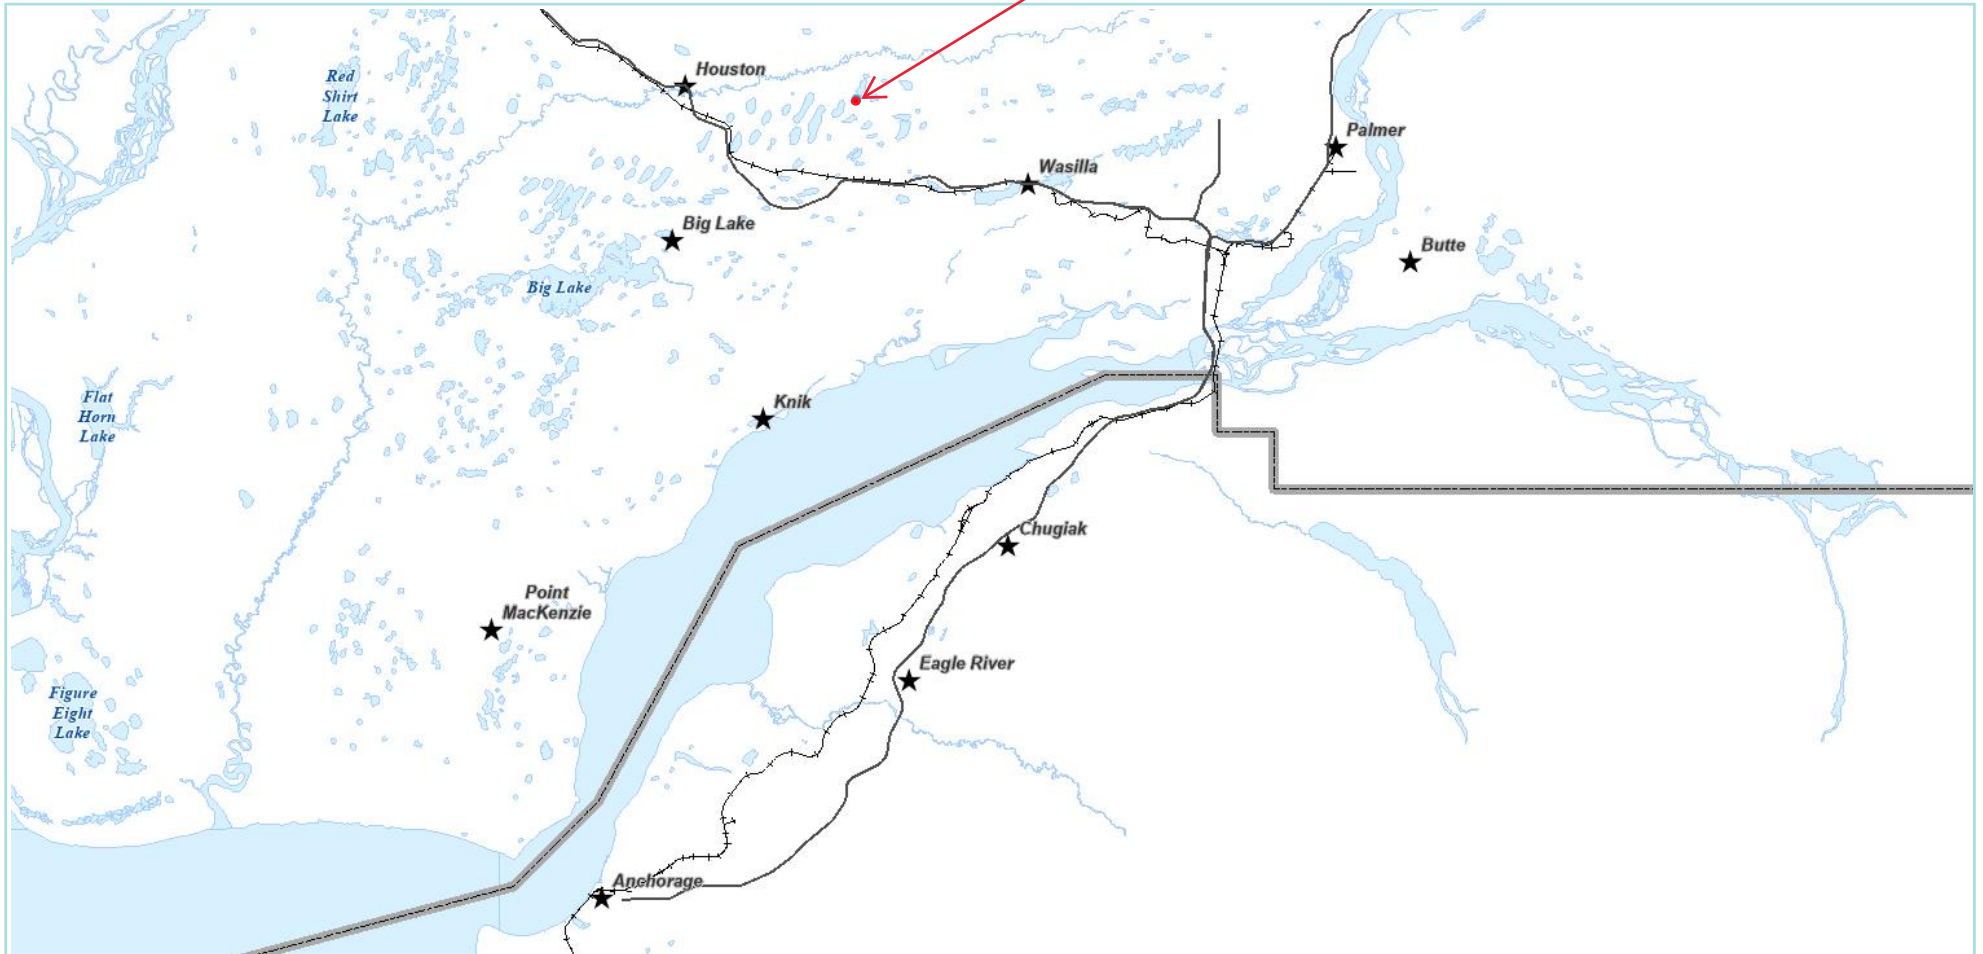 Red
Shirt
Lake
Houston
Palmer
Wasilla
Big Lake
Butte
Big Lake
Flat
Horn
Lake
Knik
Chugiak
Point
MacKenzie
Eagle River
Figure
Eight
Lake
Anchorage